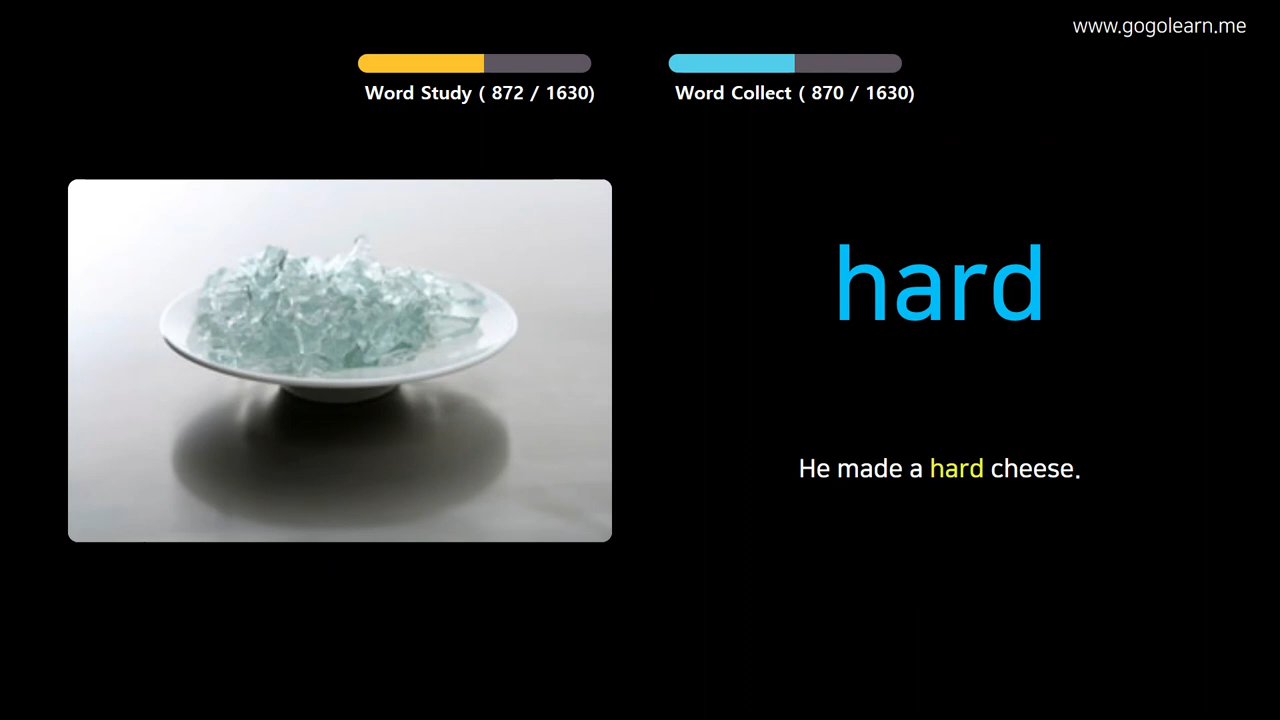 www.gogolearn.me
Word Study ( 872 / 1630)
Word Collect ( 870 / 1630)
hard
He made a hard cheese.